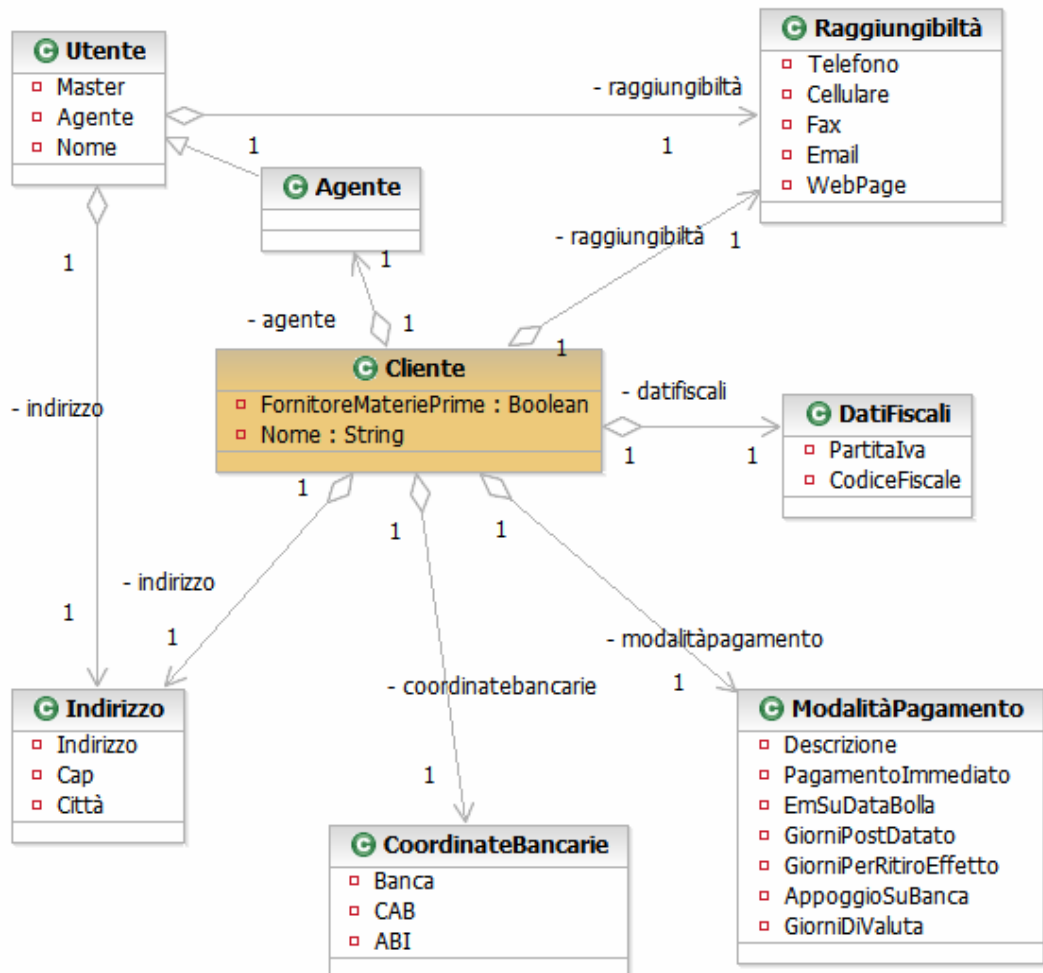 Utente
Master
Agente
Nome
Raggiungibiltà
Telefono
Cellulare
Fax
Email
WebPage
- raggiungibiltà
1
1
Agente
- raggiungibiltà
1
1
1
1
- agente
1
Cliente
FornitoreMateriePrime : Boolean
Nome : String
- indirizzo
- datifiscali
1
1
DatiFiscali
PartitaIva
CodiceFiscale
1
1
1
- indirizzo
1
1
- modalitàpagamento
1
- coordinatebancarie
1
Indirizzo
Indirizzo
Cap
Città
ModalitàPagamento
Descrizione
PagamentoImmediato
EmSuDataBolla
GiorniPostDatato
GiorniPerRitiroEffetto
AppoggioSuBanca
GiorniDiValuta
CoordinateBancarie
Banca
CAB
ABI